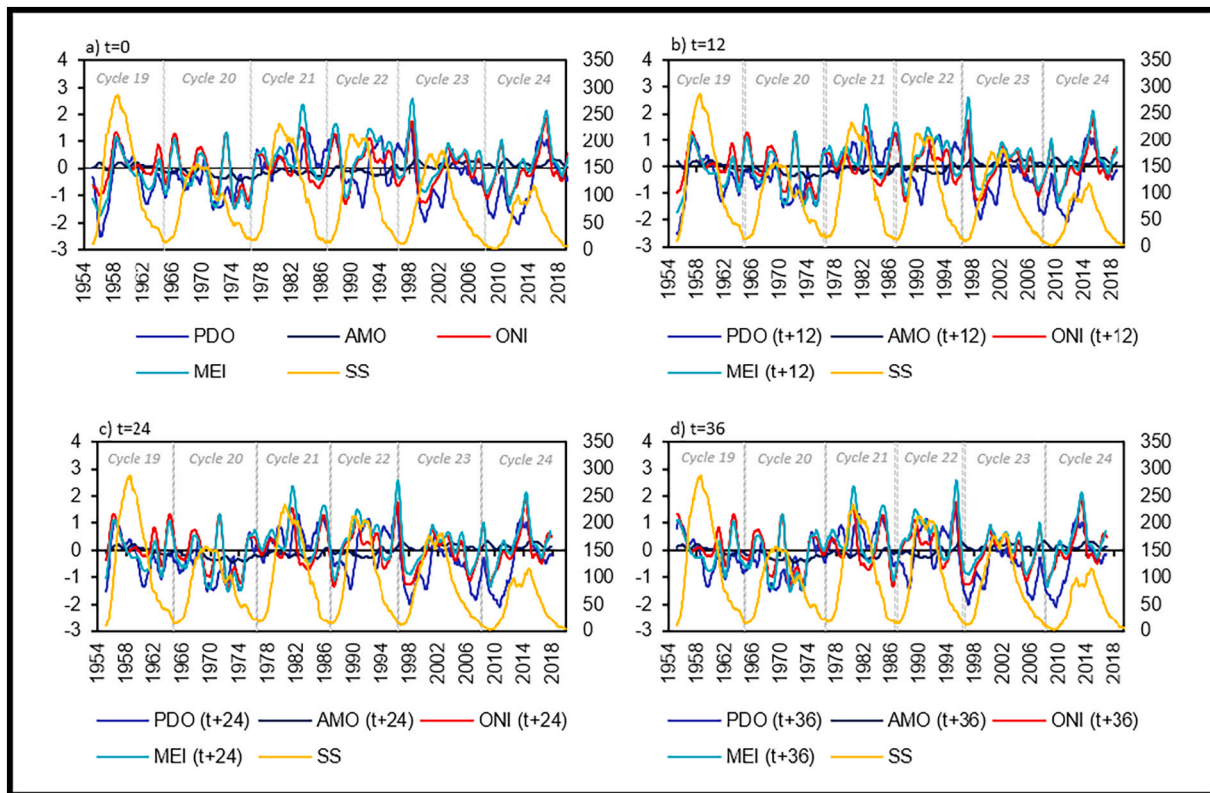 a) t=0
4 3 2 1 0 -1 -2 -3
Cycle 19 Cycle 20 Cycle 21 Cycle 22 Cycle 23 Cycle 24
350 300 250 200 150 100 50 0
1954 1958 1962 1966 1970 1974 1978 1982 1986 1990 1994 1998 2002 2006 2010 2014 2018
PDO AMO ONI
MEI SS
b) t=12
4 3 2 1 0 -1 -2 -3
Cycle 19 Cycle 20 Cycle 21 Cycle 22 Cycle 23 Cycle 24
350 300 250 200 150 100 50 0
1954 1958 1962 1966 1970 1974 1978 1982 1986 1990 1994 1998 2002 2006 2010 2014 2018
PDO (t+12) AMO (t+12) ONI (t+12)
MEI (t+12) SS
c) t=24
4 3 2 1 0 -1 -2 -3
Cycle 19 Cycle 20 Cycle 21 Cycle 22 Cycle 23 Cycle 24
350 300 250 200 150 100 50 0
1954 1958 1962 1966 1970 1974 1978 1982 1986 1990 1994 1998 2002 2006 2010 2014 2018
PDO (t+24) AMO (t+24) ONI (t+24)
MEI (t+24) SS
d) t=36
4 3 2 1 0 -1 -2 -3
Cycle 19 Cycle 20 Cycle 21 Cycle 22 Cycle 23 Cycle 24
350 300 250 200 150 100 50 0
1954 1958 1962 1966 1970 1974 1978 1982 1986 1990 1994 1998 2002 2006 2010 2014 2018
PDO (t+36) AMO (t+36) ONI (t+36)
MEI (t+36) SS